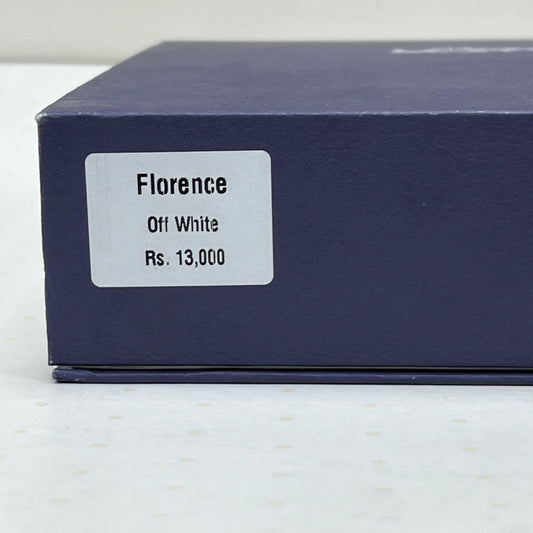 Florence
Off White
Rs. 13,000